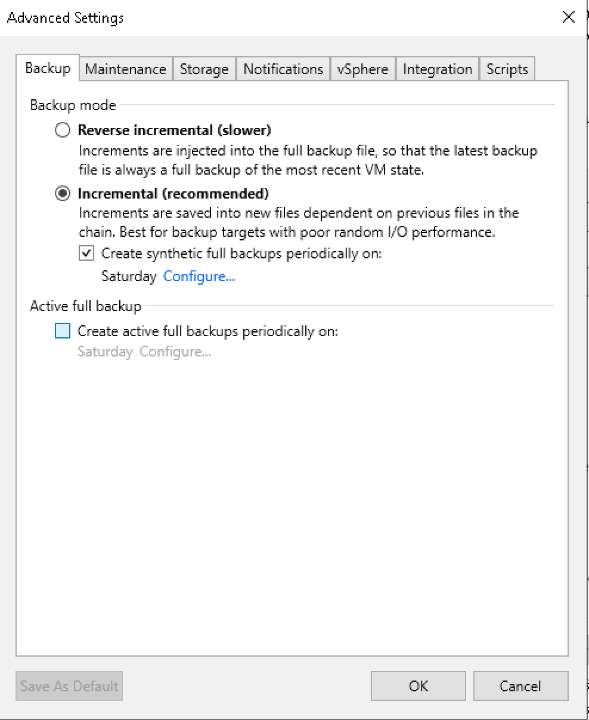 Advanced Settings
Backup Maintenance Storage Notifications vSphere Integration Scripts
Backup mode
Reverse incremental (slower)
Increments are injected into the full backup file, so that the latest backup
file is always a full backup of the most recent VM state.
Incremental (recommended)
Increments are saved into new files dependent on previous files in the
chain. Best for backup targets with poor random I/O performance.
Create synthetic full backups periodically on:
Saturday Configure...
Active full backup
Create active full backups periodically on:
Saturday Configure...
Save As Default OK Cancel